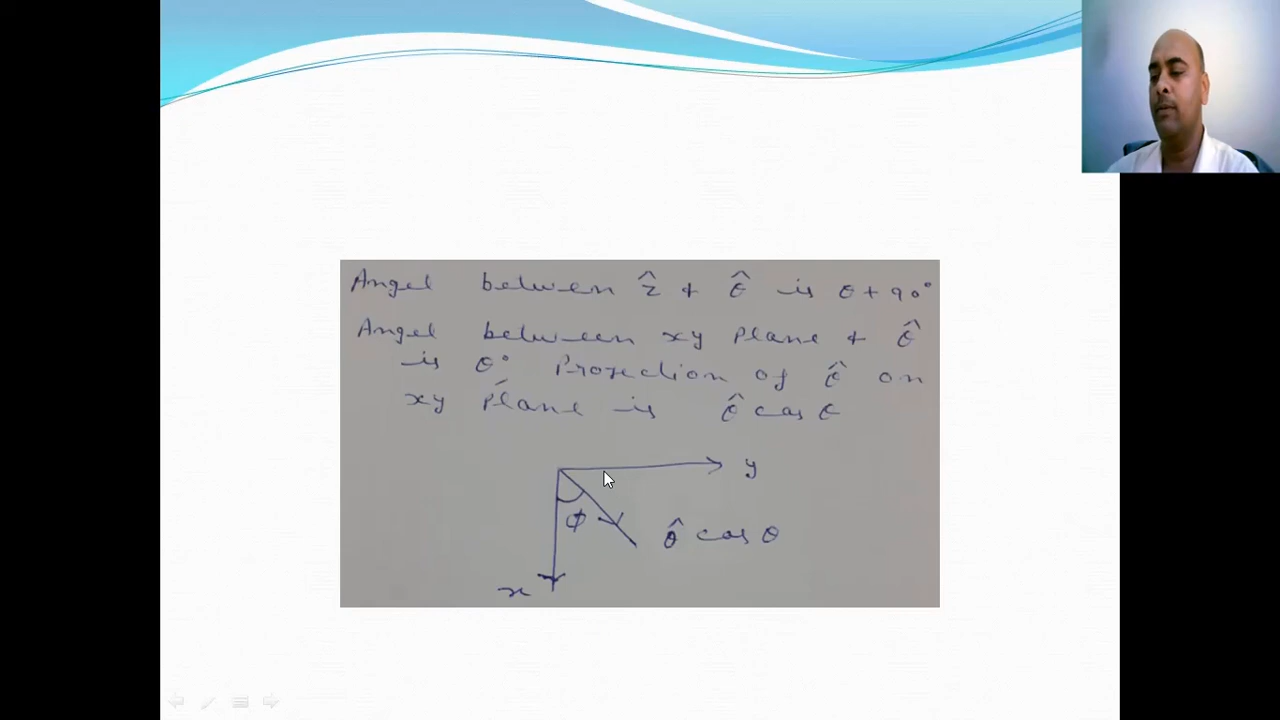 Angel between ẑ & θ̂ is θ + 90°
Angel between xy plane & θ̂
is θ° Projection of θ̂ on
xy plane is θ̂ cos θ
y
ϕ
θ̂ cos θ
x